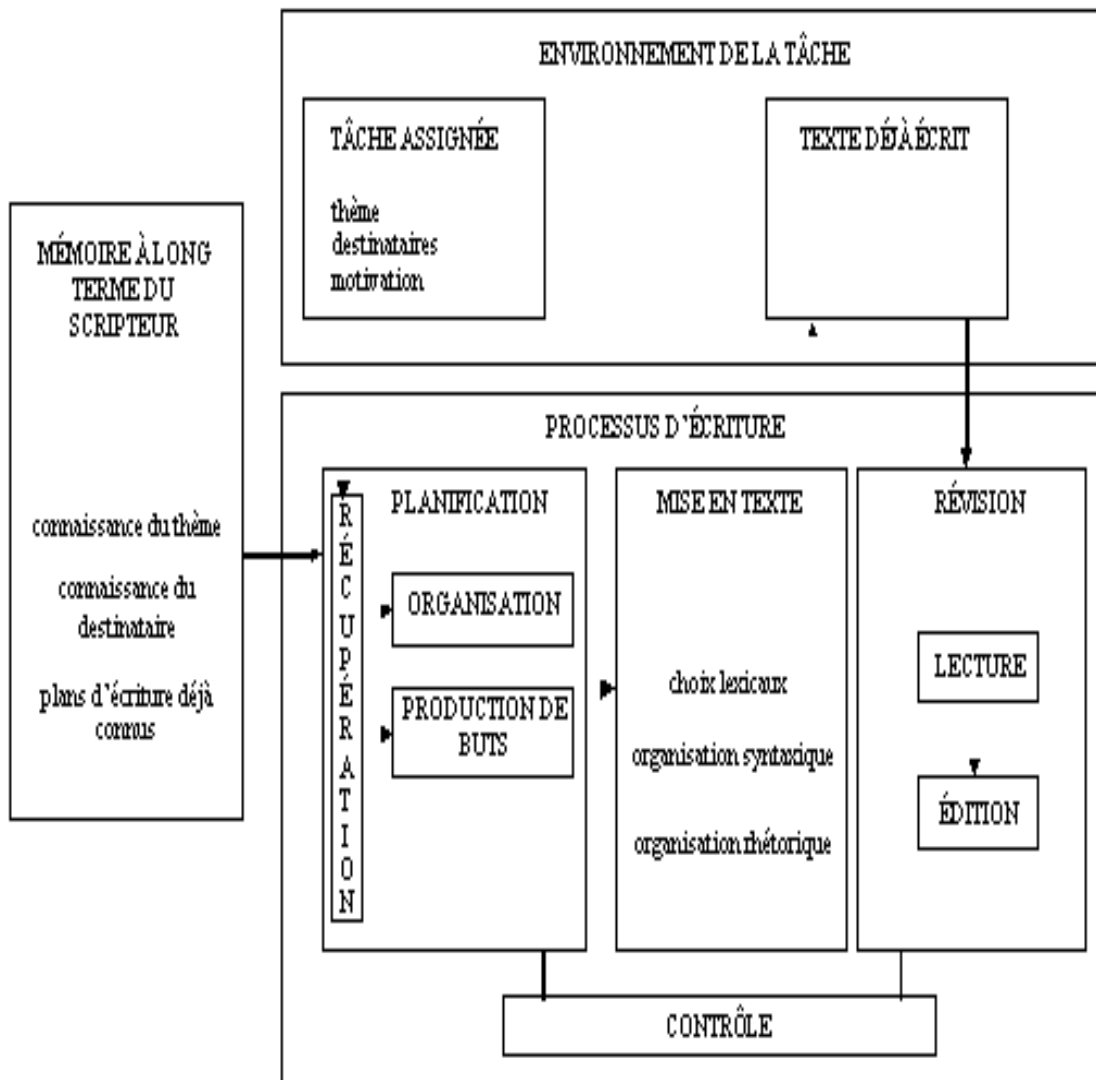 ENVIRONNEMENT DE LA TÂCHE
TÂCHE ASSIGNÉE
thème
destinataires
motivation
TEXTE DÉJÀ ÉCRIT
MÉMOIRE À LONG
TERME DU
SCRIPTEUR
connaissance du thème
connaissance du
destinataire
plans d'écriture déjà
connus
PROCESSUS D'ÉCRITURE
PLANIFICATION
RÉCUPÉRATION
ORGANISATION
PRODUCTION DE
BUTS
MISE EN TEXTE
choix lexicaux
organisation syntaxique
organisation rhétorique
RÉVISION
LECTURE
ÉDITION
CONTRÔLE